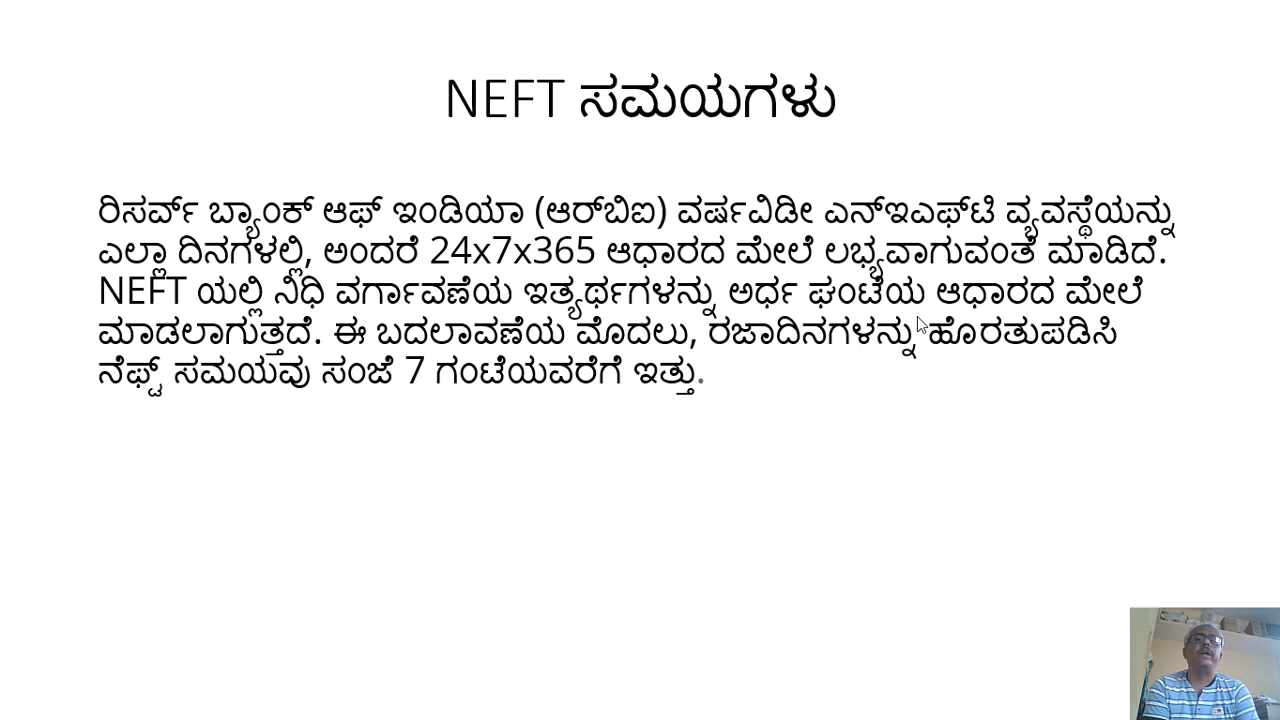 NEFT ಸಮಯಗಳು
ರಿಸರ್ವ್ ಬ್ಯಾಂಕ್ ಆಫ್ ಇಂಡಿಯಾ (ಆರ್‌ಬಿಐ) ವರ್ಷವಿಡೀ ಎನ್‌ಇಎಫ್‌ಟಿ ವ್ಯವಸ್ಥೆಯನ್ನು
ಎಲ್ಲಾ ದಿನಗಳಲ್ಲಿ, ಅಂದರೆ 24x7x365 ಆಧಾರದ ಮೇಲೆ ಲಭ್ಯವಾಗುವಂತೆ ಮಾಡಿದೆ.
NEFT ಯಲ್ಲಿ ನಿಧಿ ವರ್ಗಾವಣೆಯ ಇತ್ಯರ್ಥಗಳನ್ನು ಅರ್ಧ ಘಂಟೆಯ ಆಧಾರದ ಮೇಲೆ
ಮಾಡಲಾಗುತ್ತದೆ. ಈ ಬದಲಾವಣೆಯ ಮೊದಲು, ರಜಾದಿನಗಳನ್ನು ಹೊರತುಪಡಿಸಿ
ನೆಫ್ಟ್ ಸಮಯವು ಸಂಜೆ 7 ಗಂಟೆಯವರೆಗೆ ಇತ್ತು.